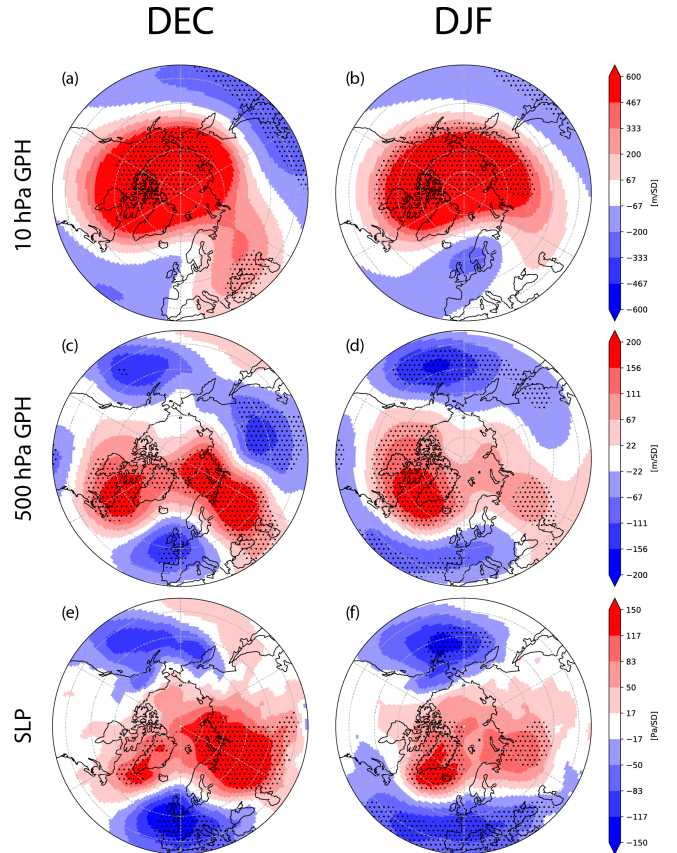 DEC
DJF
10 hPa GPH
(a)
(b)
600
467
333
200
67
−67
−200
−333
−467
−600
[m/SD]
500 hPa GPH
(c)
(d)
200
156
111
67
22
−22
−67
−111
−156
−200
[m/SD]
SLP
(e)
(f)
150
117
83
50
17
−17
−50
−83
−117
−150
[Pa/SD]